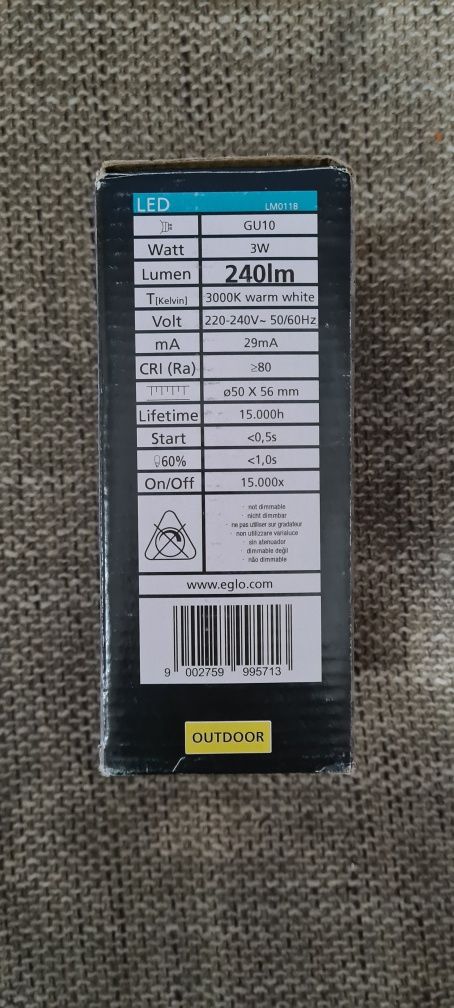 LED LM0118
GU10
Watt 3W
Lumen 240lm
T[Kelvin] 3000K warm white
Volt 220-240V~ 50/60Hz
mA 29mA
CRI (Ra) ≥80
ø50 X 56 mm
Lifetime 15.000h
Start <0,5s
60% <1,0s
On/Off 15.000x
· not dimmable
· nicht dimmbar
· ne pas utiliser sur gradateur
· non utilizzare varialuce
· sin atenuador
· dimmable değil
· não dimmable
www.eglo.com
9 002759 995713
OUTDOOR